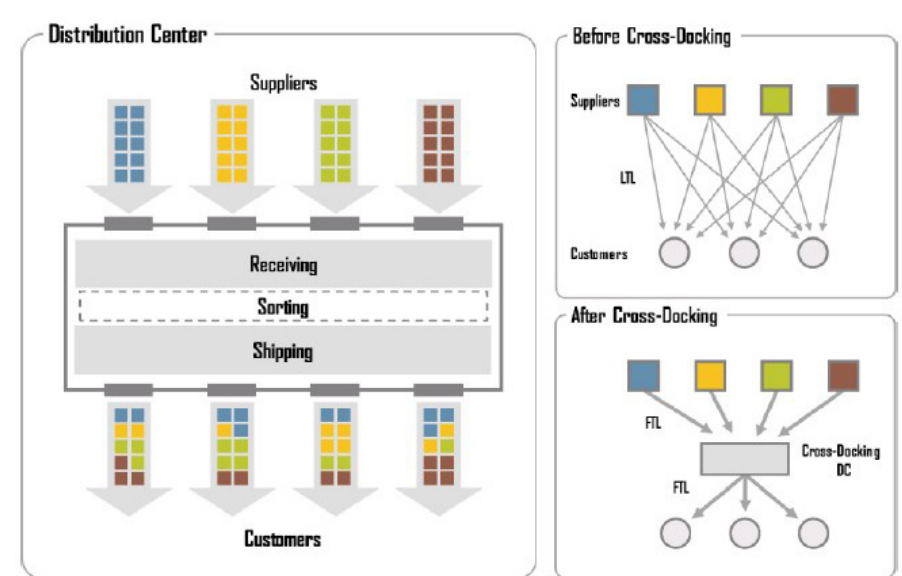 Distribution Center
Suppliers
Receiving
Sorting
Shipping
Customers
Before Cross-Docking
Suppliers
LTL
Customers
After Cross-Docking
FTL
Cross-Docking
DC
FTL